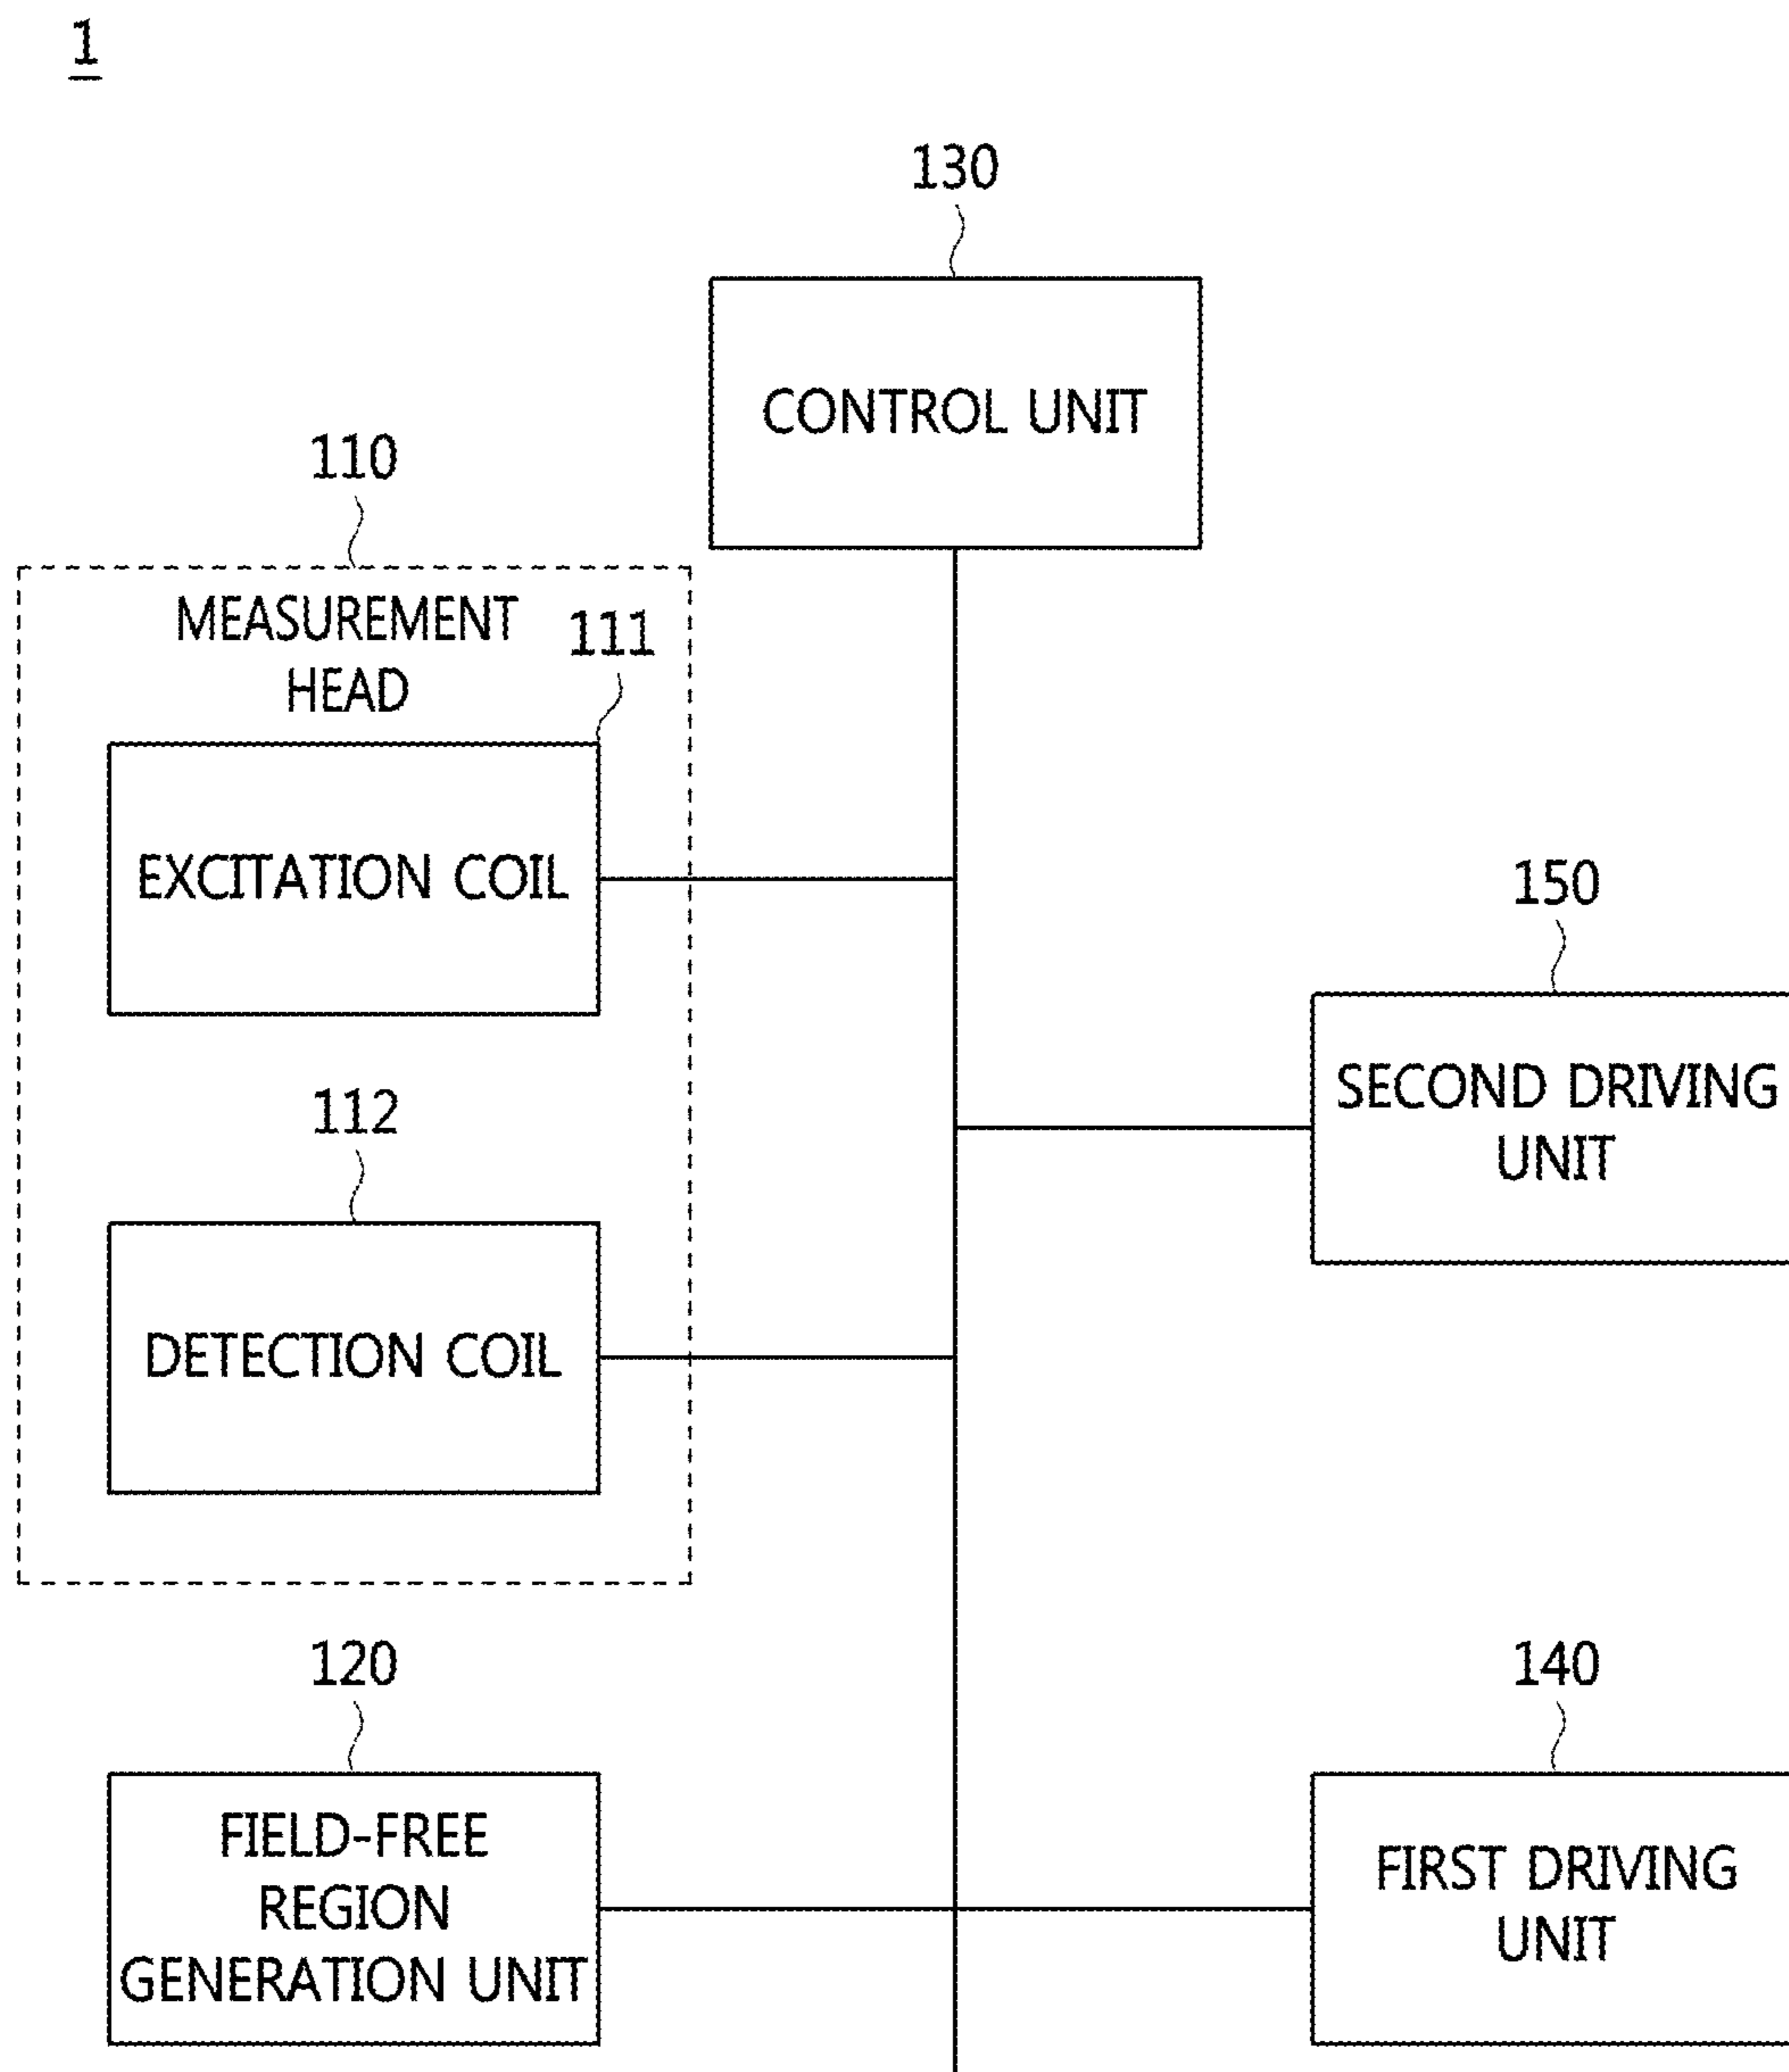 1
130
CONTROL UNIT
110
MEASUREMENT
HEAD
111
EXCITATION COIL
150
SECOND DRIVING
UNIT
112
DETECTION COIL
120
FIELD-FREE
REGION
GENERATION UNIT
140
FIRST DRIVING
UNIT